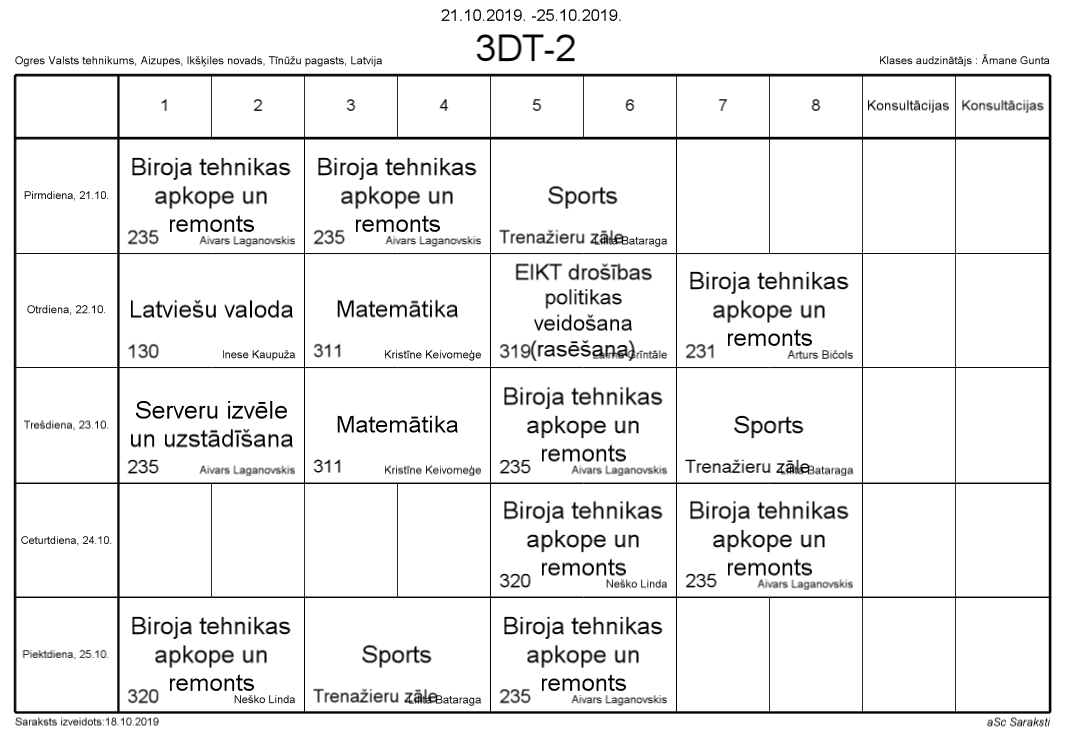 21.10.2019. -25.10.2019.
3DT-2
Ogres Valsts tehnikums, Aizupes, Ikšķiles novads, Tīnūžu pagasts, Latvija
Klases audzinātājs : Āmane Gunta
1 2 3 4 5 6 7 8 Konsultācijas Konsultācijas
Pirmdiena, 21.10.
Biroja tehnikas
apkope un
remonts
235 Aivars Laganovskis
Biroja tehnikas
apkope un
remonts
235 Aivars Laganovskis
Sports
Trenažieru zāle Lilita Bataraga
Otrdiena, 22.10.
Latviešu valoda
130 Inese Kaupuža
Matemātika
311 Kristīne Keivomeģe
EIKT drošības
politikas
veidošana
(rasēšana)
319 Laima Grīntāle
Biroja tehnikas
apkope un
remonts
231 Arturs Bičols
Trešdiena, 23.10.
Serveru izvēle
un uzstādīšana
235 Aivars Laganovskis
Matemātika
311 Kristīne Keivomeģe
Biroja tehnikas
apkope un
remonts
235 Aivars Laganovskis
Sports
Trenažieru zāle Lilita Bataraga
Ceturtdiena, 24.10.
Biroja tehnikas
apkope un
remonts
320 Neško Linda
Biroja tehnikas
apkope un
remonts
235 Aivars Laganovskis
Piektdiena, 25.10.
Biroja tehnikas
apkope un
remonts
320 Neško Linda
Sports
Trenažieru zāle Lilita Bataraga
Biroja tehnikas
apkope un
remonts
235 Aivars Laganovskis
Saraksts izveidots:18.10.2019
aSc Saraksti